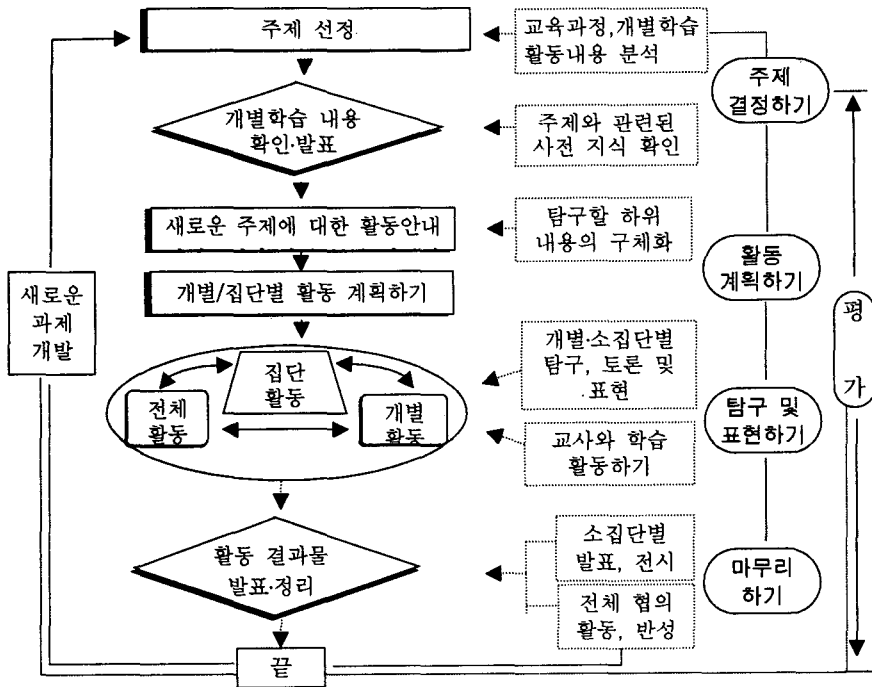 주제 선정
교육과정,개별학습
활동내용 분석
주제
결정하기
개별학습 내용
확인·발표
주제와 관련된
사전 지식 확인
새로운 주제에 대한 활동안내
탐구할 하위
내용의 구체화
활동
계획하기
새로운
과제
개발
개별/집단별 활동 계획하기
평
가
집단
활동
전체
활동
개별
활동
개별·소집단별
탐구, 토론 및
표현
교사와 학습
활동하기
탐구 및
표현하기
활동 결과물
발표·정리
소집단별
발표, 전시
전체 협의
활동, 반성
마무리
하기
끝